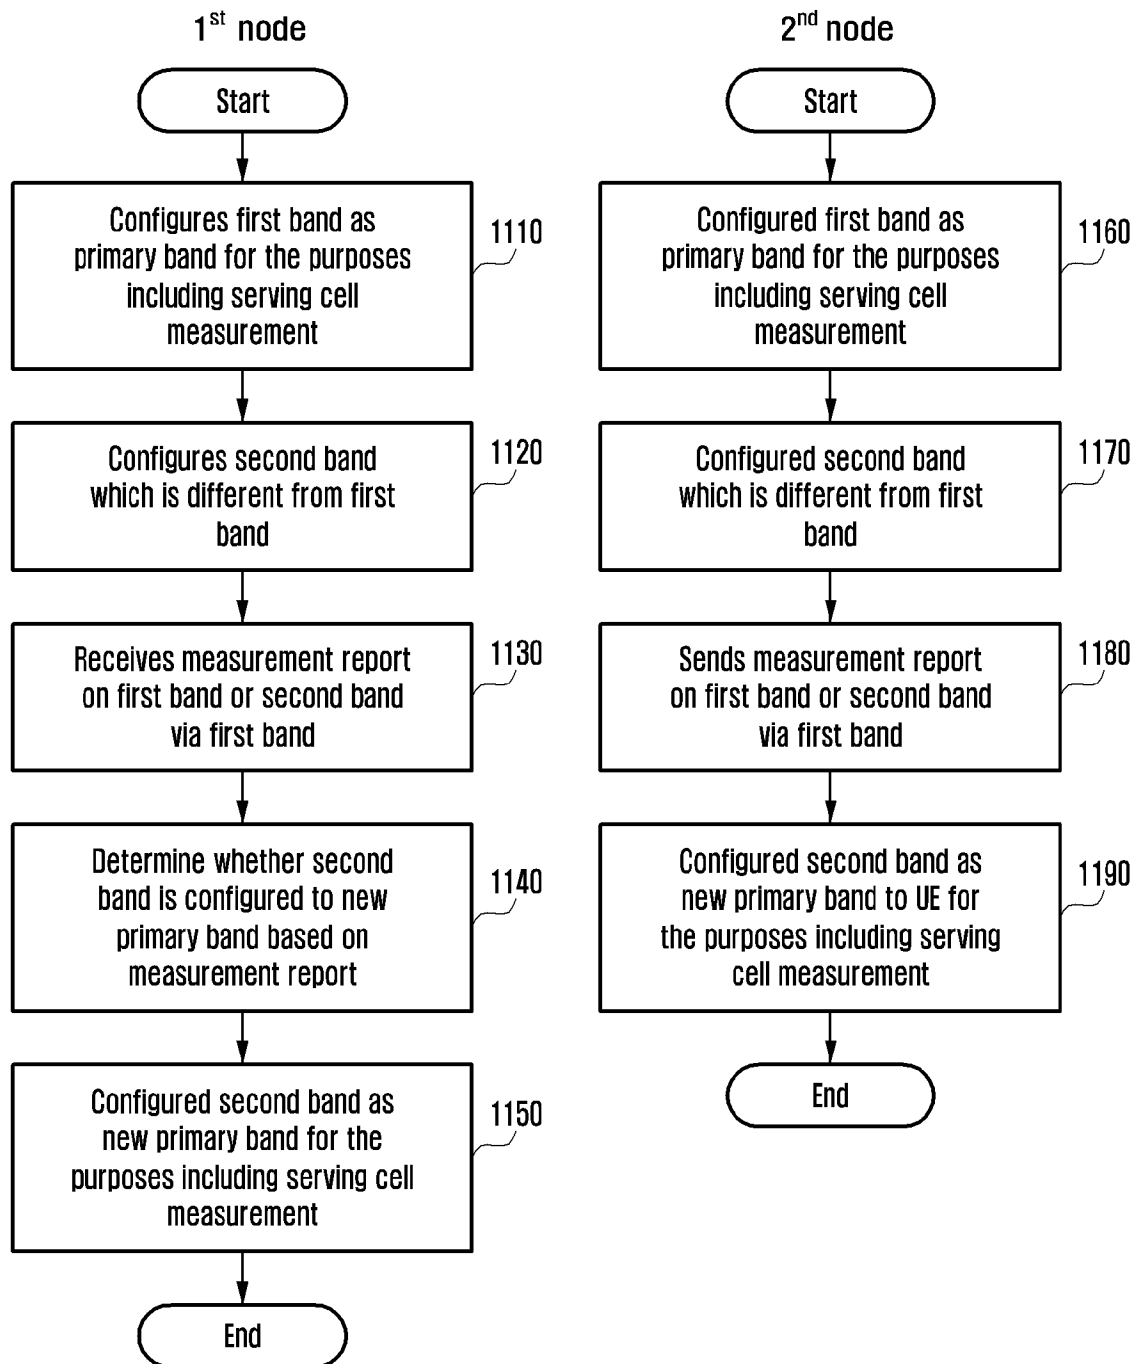 1st node
Start
Configures first band as
primary band for the purposes
including serving cell
measurement
1110
Configures second band
which is different from first
band
1120
Receives measurement report
on first band or second band
via first band
1130
Determine whether second
band is configured to new
primary band based on
measurement report
1140
Configured second band as
new primary band for the
purposes including serving cell
measurement
1150
End
2nd node
Start
Configured first band as
primary band for the purposes
including serving cell
measurement
1160
Configured second band
which is different from first
band
1170
Sends measurement report
on first band or second band
via first band
1180
Configured second band as
new primary band to UE for
the purposes including serving
cell measurement
1190
End